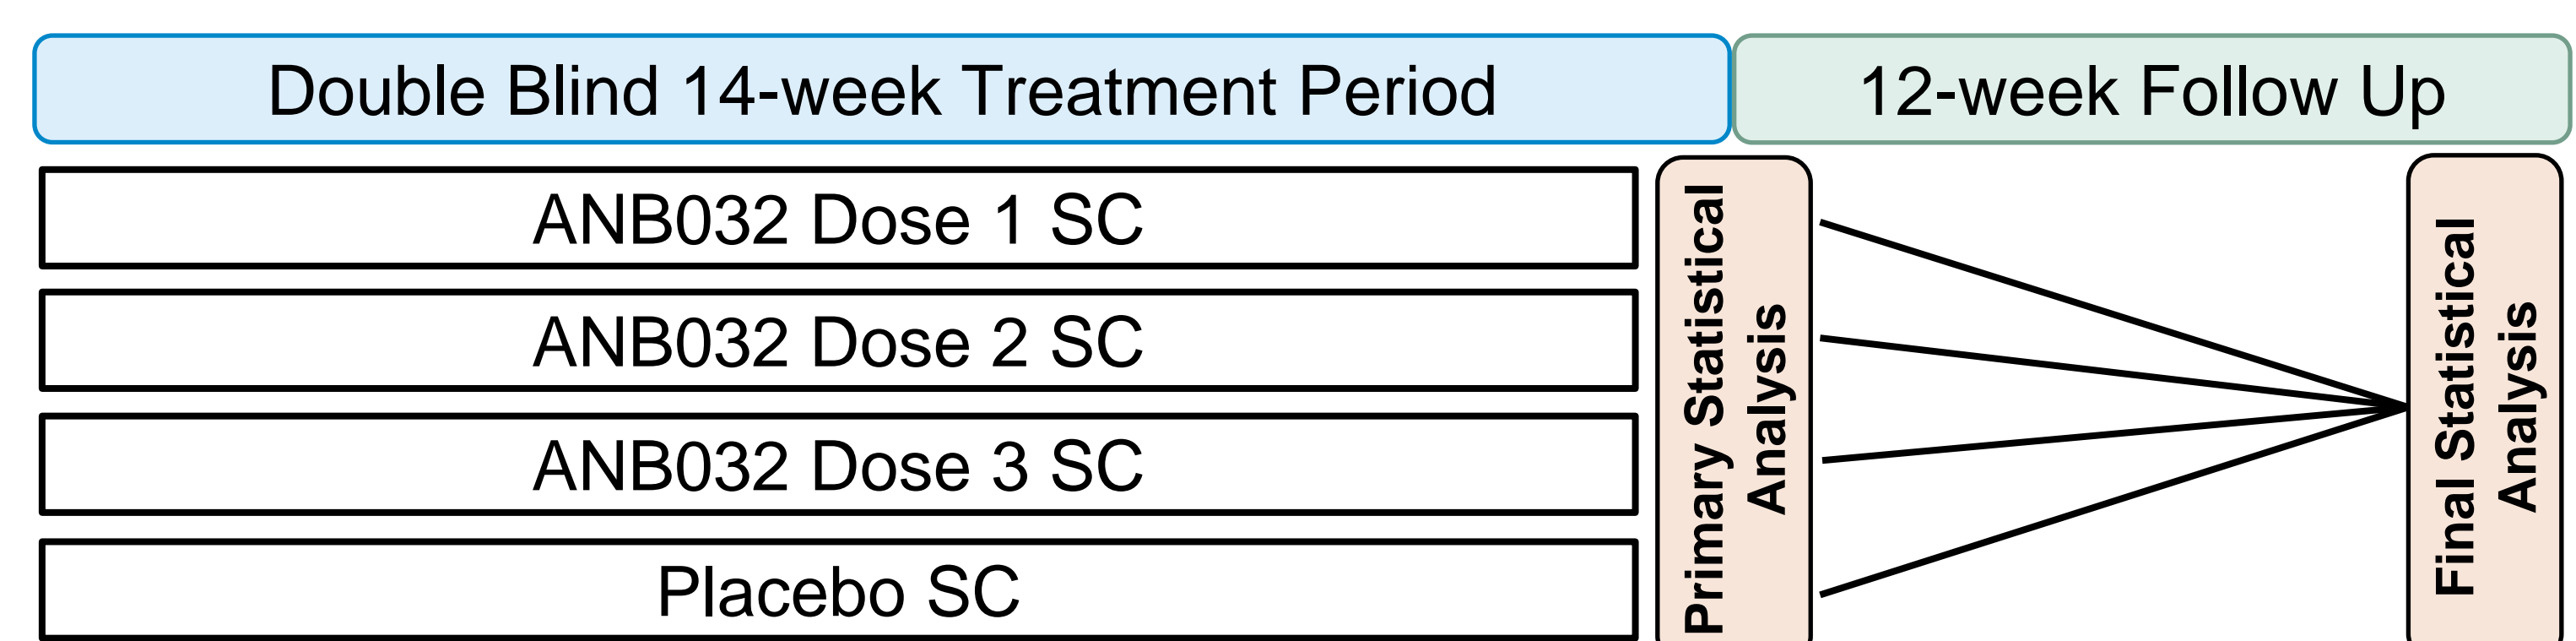 Double Blind 14-week Treatment Period
12-week Follow Up
ANB032 Dose 1 SC
ANB032 Dose 2 SC
ANB032 Dose 3 SC
Placebo SC
Primary Statistical
Analysis
Final Statistical
Analysis